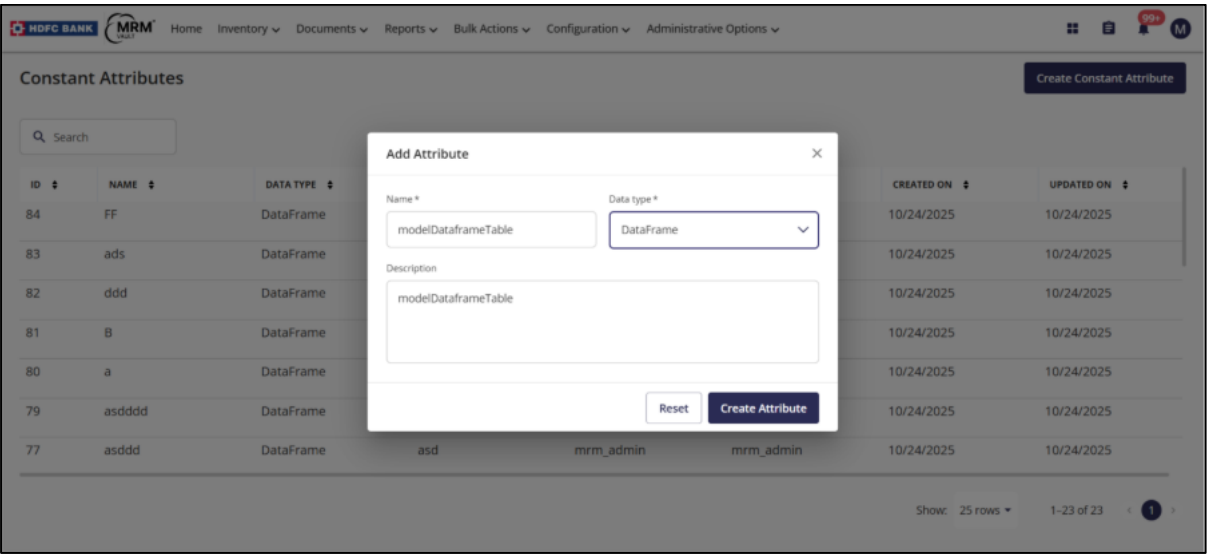 HDFC BANK MRM VAULT Home Inventory Documents Reports Bulk Actions Configuration Administrative Options 99+ M
Constant Attributes Create Constant Attribute
Search
Add Attribute
ID NAME DATA TYPE CREATED ON UPDATED ON
Name * Data type *
84 FF DataFrame 10/24/2025 10/24/2025
modelDataframeTable DataFrame
83 ads DataFrame 10/24/2025 10/24/2025
Description
82 ddd DataFrame 10/24/2025 10/24/2025
modelDataframeTable
81 B DataFrame 10/24/2025 10/24/2025
80 a DataFrame 10/24/2025 10/24/2025
79 asdddd DataFrame 10/24/2025 10/24/2025
Reset Create Attribute
77 asddd DataFrame asd mrm_admin mrm_admin 10/24/2025 10/24/2025
Show: 25 rows 1–23 of 23 1